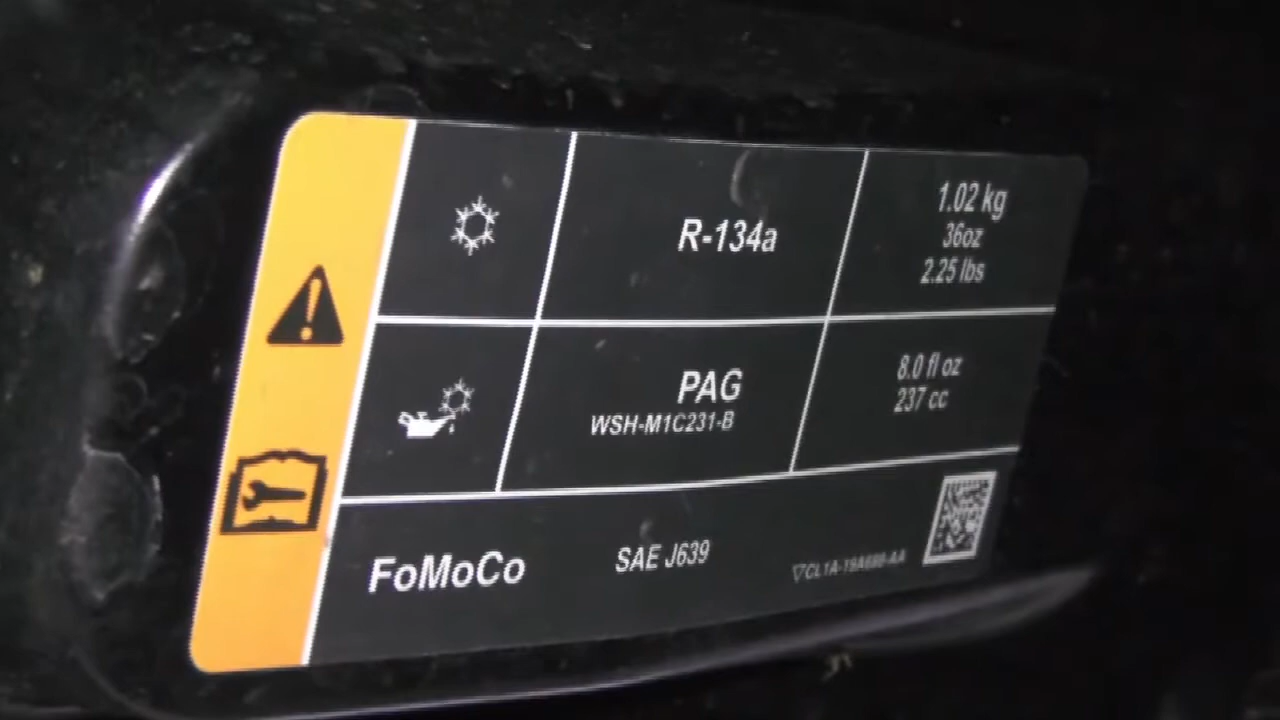 R-134a
1.02 kg
36oz
2.25 lbs
PAG
WSH-M1C231-B
8.0 fl oz
237 cc
FoMoCo
SAE J639